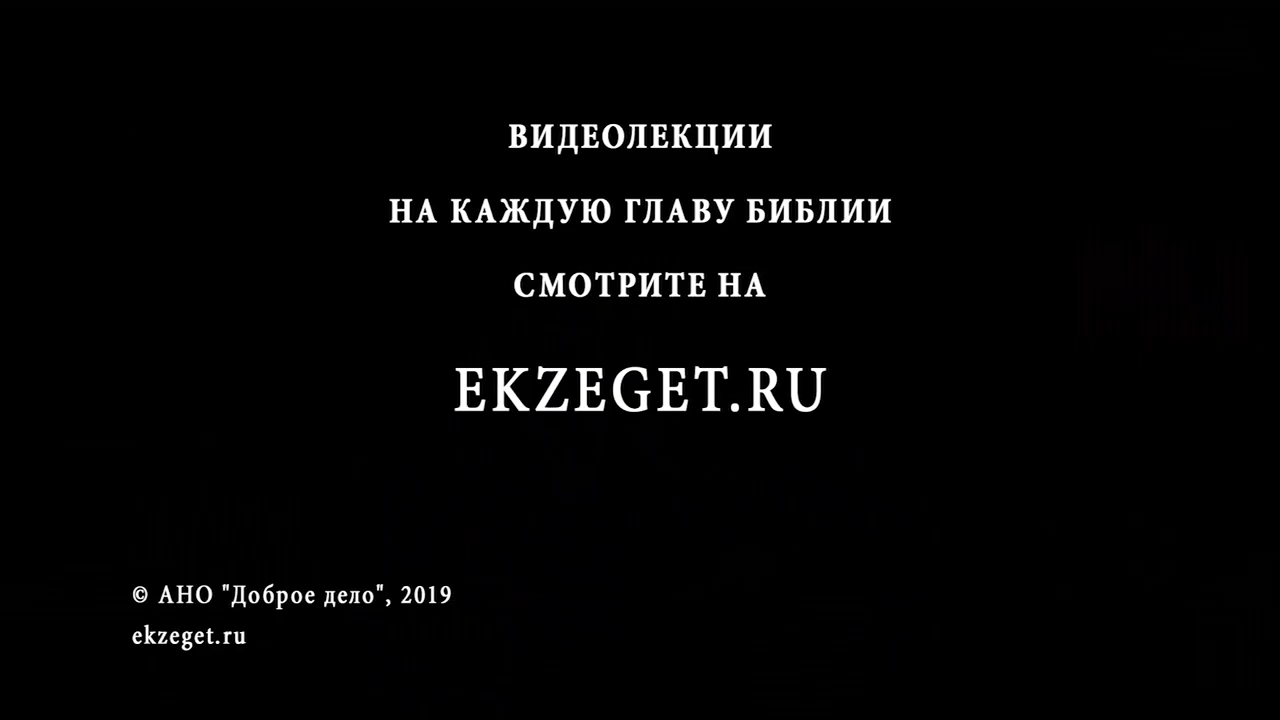 ВИДЕОЛЕКЦИИ
НА КАЖДУЮ ГЛАВУ БИБЛИИ
СМОТРИТЕ НА
EKZEGET.RU
© АНО "Доброе дело", 2019
ekzeget.ru